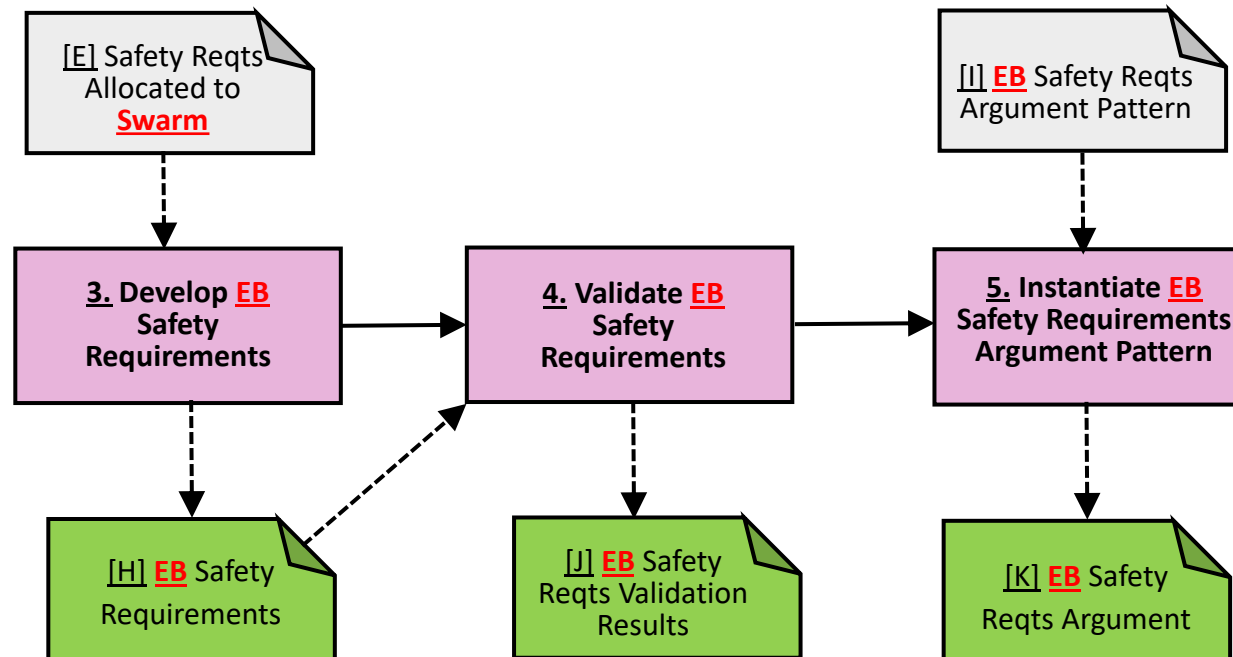 [E] Safety Reqts
Allocated to
Swarm
[I] EB Safety Reqts
Argument Pattern
3. Develop EB
Safety
Requirements
4. Validate EB
Safety
Requirements
5. Instantiate EB
Safety Requirements
Argument Pattern
[H] EB Safety
Requirements
[J] EB Safety
Reqts Validation
Results
[K] EB Safety
Reqts Argument